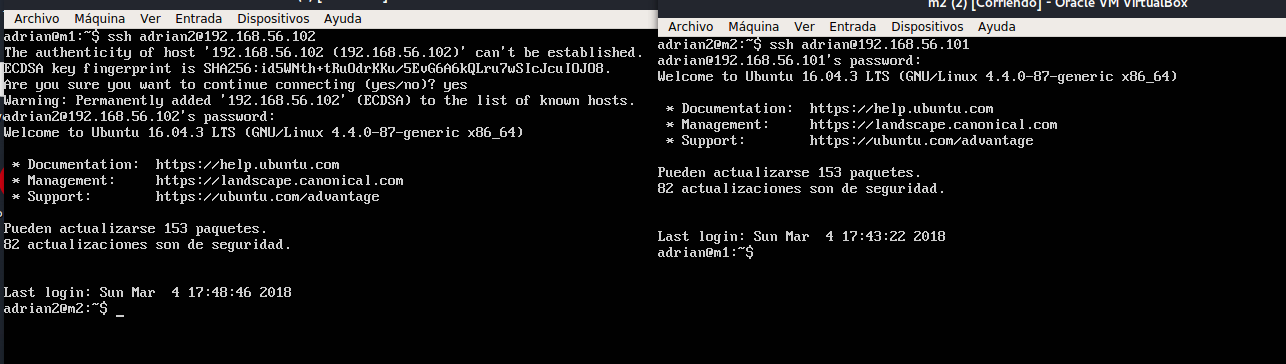 Archivo Máquina Ver Entrada Dispositivos Ayuda
adrian@m1:~$ ssh adrian2@192.168.56.102
The authenticity of host '192.168.56.102 (192.168.56.102)' can't be established.
ECDSA key fingerprint is SHA256:id5WNth+tRuOdrKKu/5EvG6A6kQLru7wSIcJcuIOJO8.
Are you sure you want to continue connecting (yes/no)? yes
Warning: Permanently added '192.168.56.102' (ECDSA) to the list of known hosts.
adrian2@192.168.56.102's password:
Welcome to Ubuntu 16.04.3 LTS (GNU/Linux 4.4.0-87-generic x86_64)
* Documentation: https://help.ubuntu.com
* Management: https://landscape.canonical.com
* Support: https://ubuntu.com/advantage
Pueden actualizarse 153 paquetes.
82 actualizaciones son de seguridad.
Last login: Sun Mar 4 17:48:46 2018
adrian2@m2:~$ _
m2 (2) [Corriendo] - Oracle VM VirtualBox
Archivo Máquina Ver Entrada Dispositivos Ayuda
adrian2@m2:~$ ssh adrian@192.168.56.101
adrian@192.168.56.101's password:
Welcome to Ubuntu 16.04.3 LTS (GNU/Linux 4.4.0-87-generic x86_64)
* Documentation: https://help.ubuntu.com
* Management: https://landscape.canonical.com
* Support: https://ubuntu.com/advantage
Pueden actualizarse 153 paquetes.
82 actualizaciones son de seguridad.
Last login: Sun Mar 4 17:43:22 2018
adrian@m1:~$